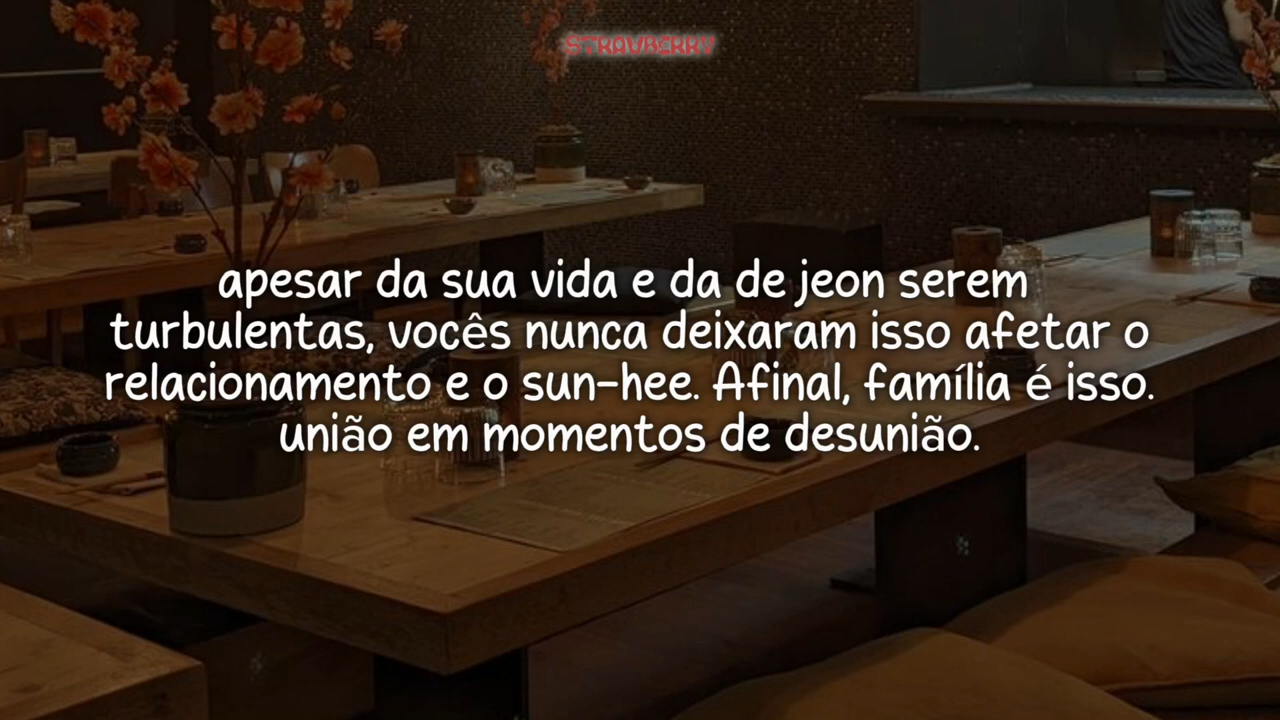 STRAWBERRY
apesar da sua vida e da de jeon serem
turbulentas, vocês nunca deixaram isso afetar o
relacionamento e o sun-hee. Afinal, família é isso.
união em momentos de desunião.